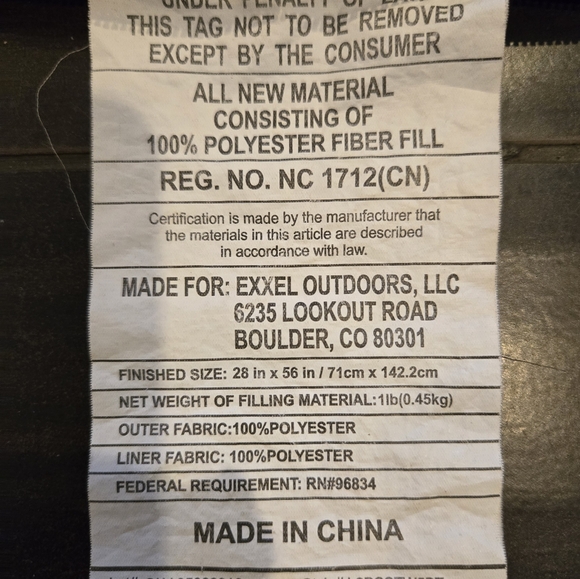 UNDER PENALTY OF LAW
THIS TAG NOT TO BE REMOVED
EXCEPT BY THE CONSUMER
ALL NEW MATERIAL
CONSISTING OF
100% POLYESTER FIBER FILL
REG. NO. NC 1712(CN)
Certification is made by the manufacturer that
the materials in this article are described
in accordance with law.
MADE FOR: EXXEL OUTDOORS, LLC
6235 LOOKOUT ROAD
BOULDER, CO 80301
FINISHED SIZE: 28 in x 56 in / 71cm x 142.2cm
NET WEIGHT OF FILLING MATERIAL:1lb(0.45kg)
OUTER FABRIC:100%POLYESTER
LINER FABRIC: 100%POLYESTER
FEDERAL REQUIREMENT: RN#96834
MADE IN CHINA